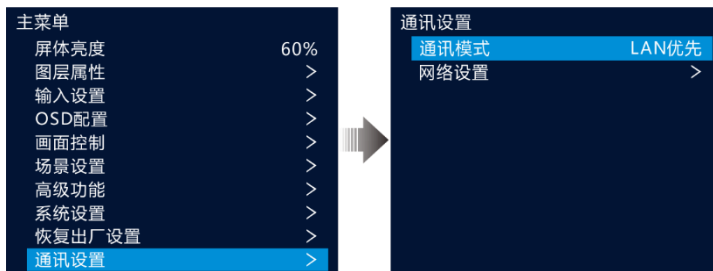 主菜单
屏体亮度 60%
图层属性 >
输入设置 >
OSD配置 >
画面控制 >
场景设置 >
高级功能 >
系统设置 >
恢复出厂设置 >
通讯设置 >
通讯设置
通讯模式 LAN优先
网络设置 >